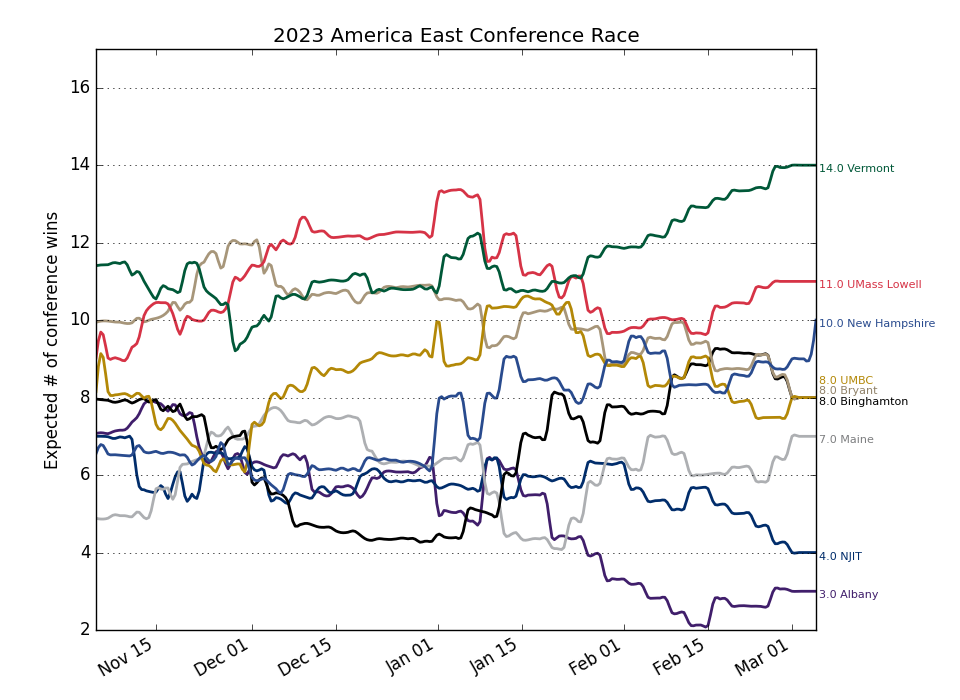 2023 America East Conference Race
Expected # of conference wins
16
14
12
10
8
6
4
2
14.0 Vermont
11.0 UMass Lowell
10.0 New Hampshire
8.0 UMBC
8.0 Bryant
8.0 Binghamton
7.0 Maine
4.0 NJIT
3.0 Albany
Nov 15
Dec 01
Dec 15
Jan 01
Jan 15
Feb 01
Feb 15
Mar 01